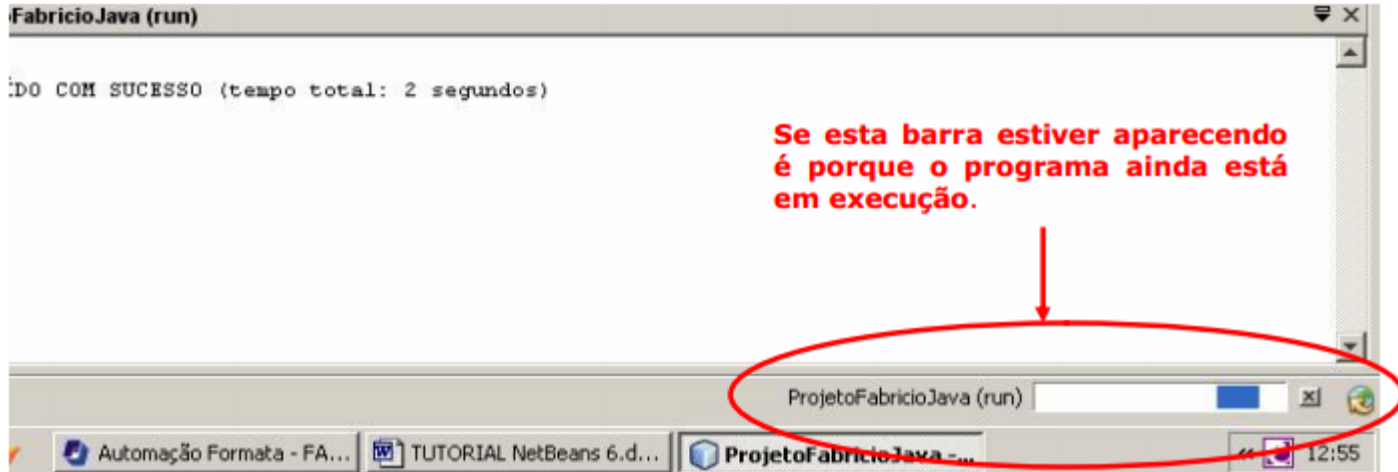 FabricioJava (run)
ÍDO COM SUCESSO (tempo total: 2 segundos)
Se esta barra estiver aparecendo
é porque o programa ainda está
em execução.
ProjetoFabricioJava (run)
Automação Formata - FA...
TUTORIAL NetBeans 6.d...
ProjetoFabricioJava -...
12:55